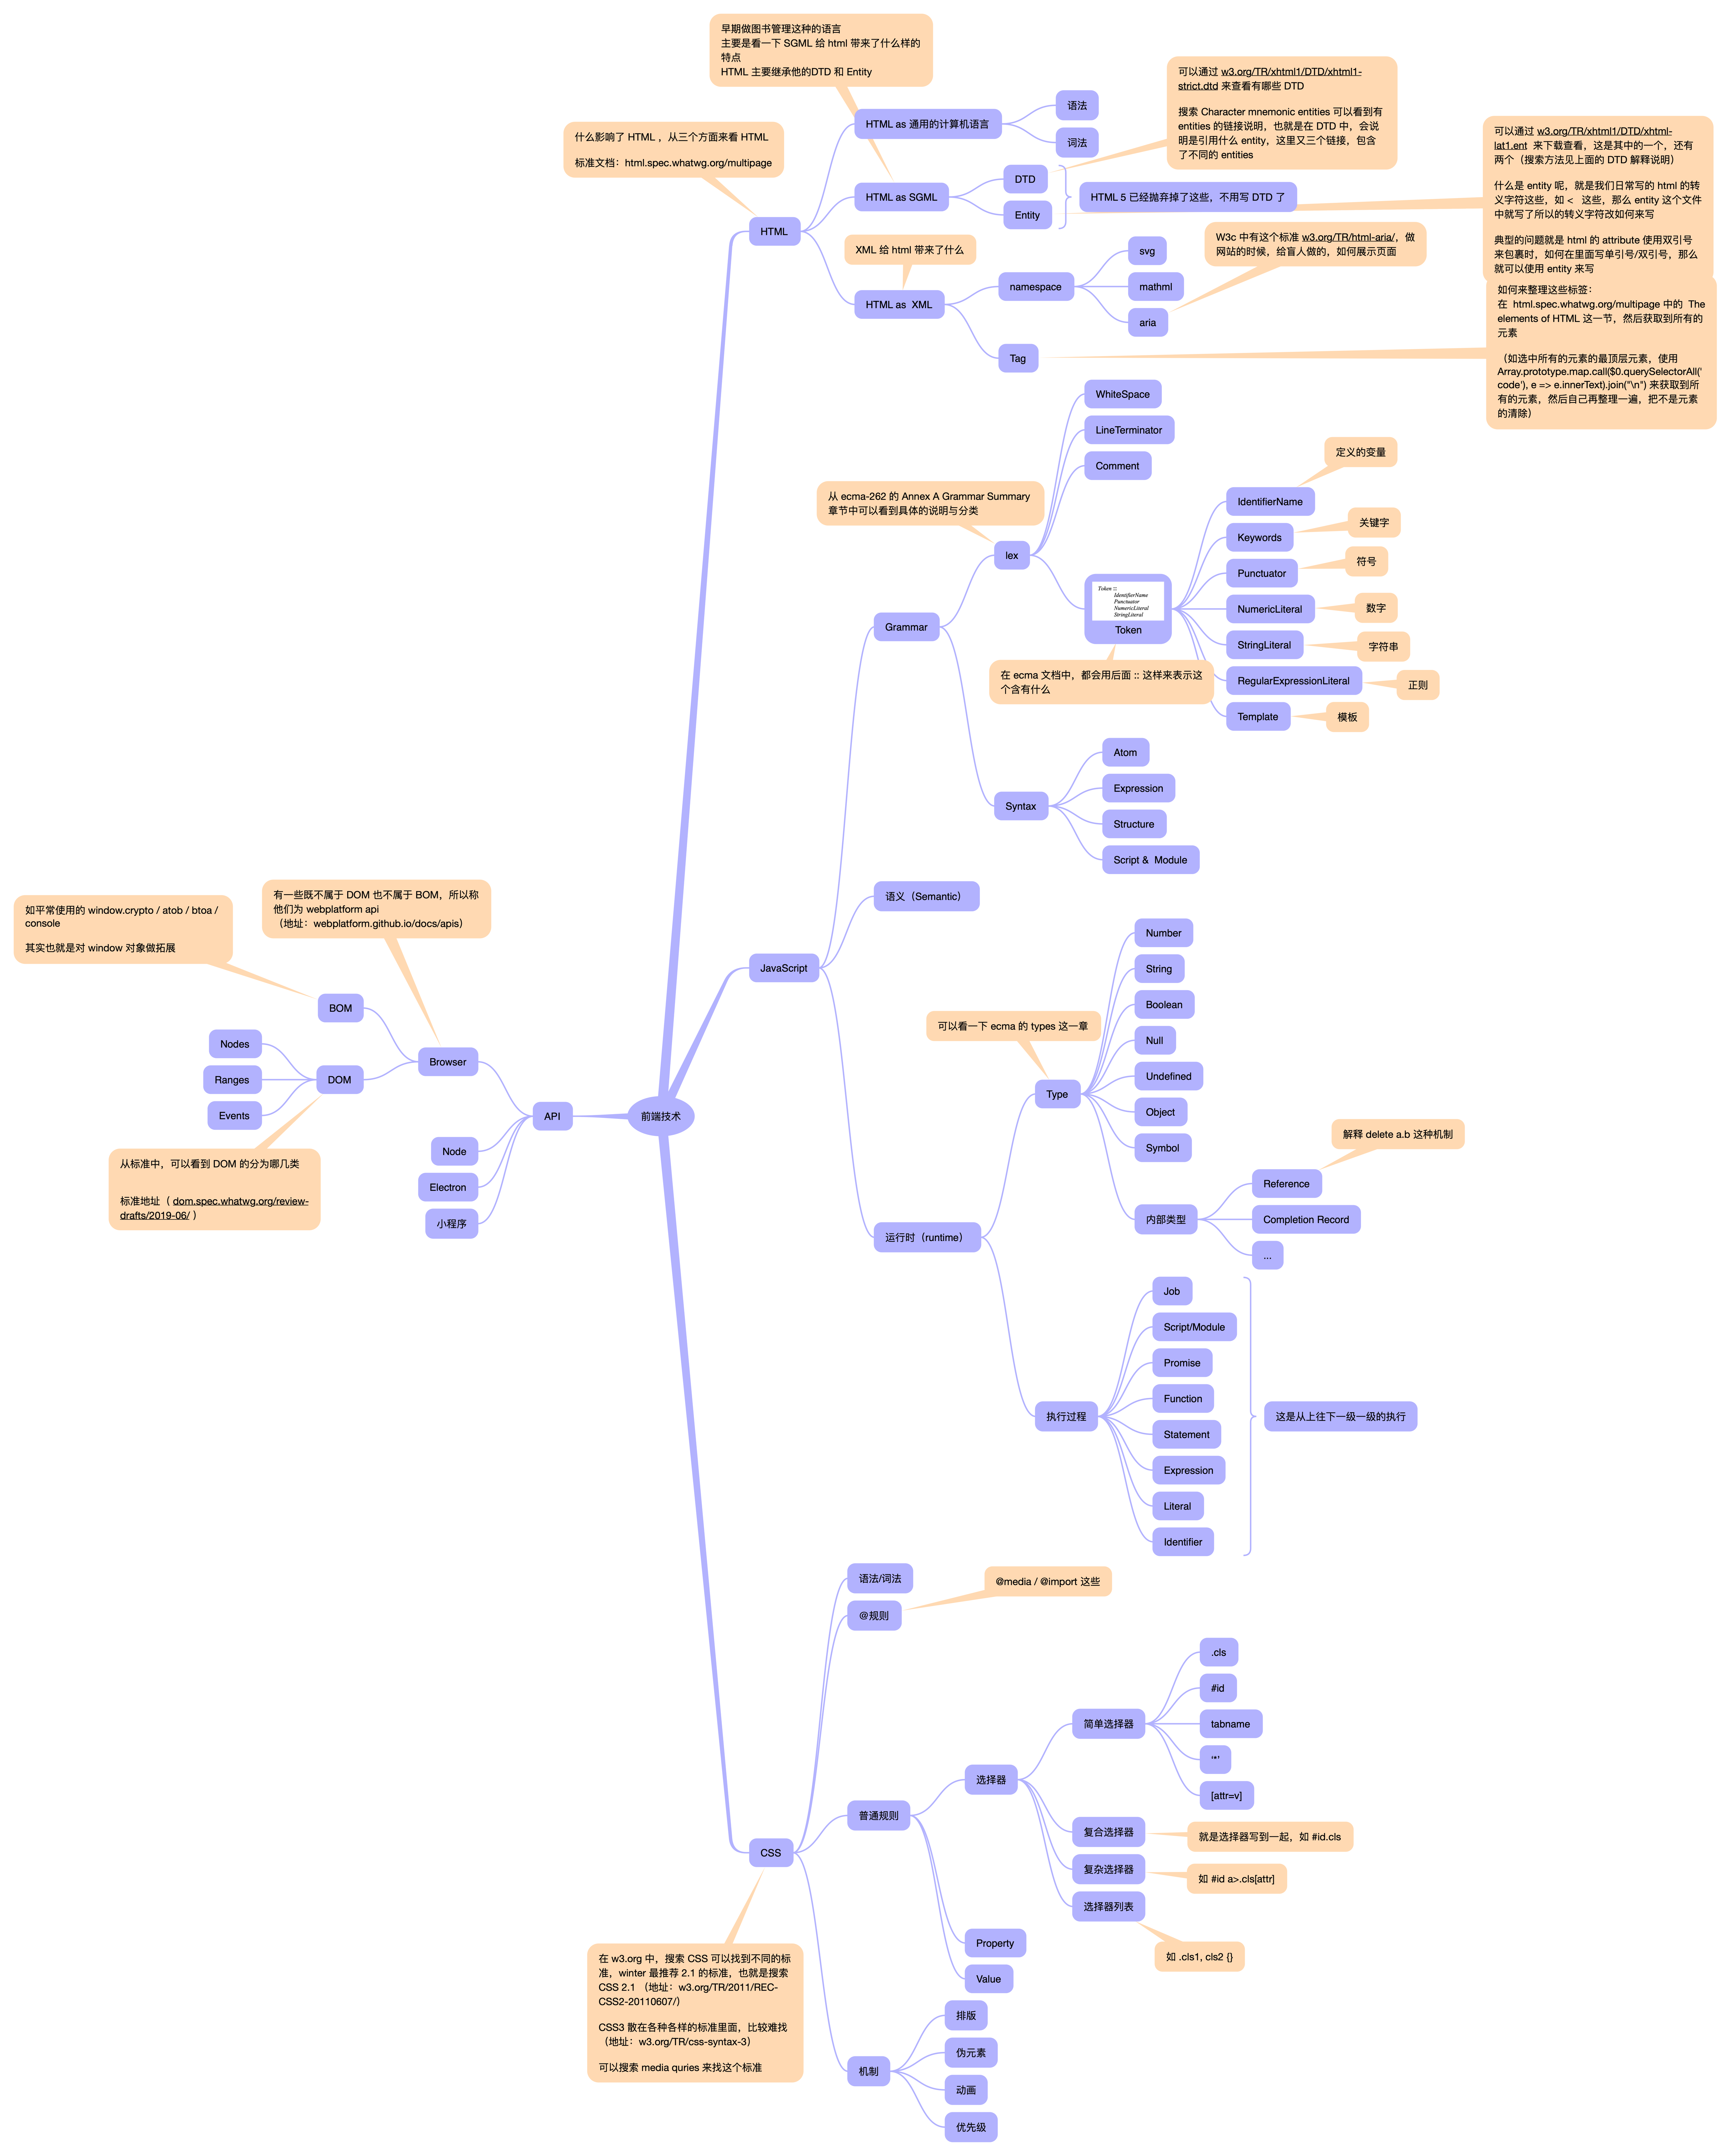 早期做图书管理这种的语言
主要是看一下 SGML 给 html 带来了什么样的
特点
HTML 主要继承他的DTD 和 Entity
可以通过 w3.org/TR/xhtml1/DTD/xhtml1-
strict.dtd 来查看有哪些 DTD
搜索 Character mnemonic entities 可以看到有
entities 的链接说明，也就是在 DTD 中，会说
明是引用什么 entity，这里又三个链接，包含
了不同的 entities
HTML as 通用的计算机语言
语法
词法
什么影响了 HTML ，从三个方面来看 HTML
标准文档：html.spec.whatwg.org/multipage
可以通过 w3.org/TR/xhtml1/DTD/xhtml-
lat1.ent 来下载查看，这是其中的一个，还有
两个（搜索方法见上面的 DTD 解释说明）
什么是 entity 呢，就是我们日常写的 html 的转
义字符这些，如 < 这些，那么 entity 这个文件
中就写了所以的转义字符改如何来写
典型的问题就是 html 的 attribute 使用双引号
来包裹时，如何在里面写单引号/双引号，那么
就可以使用 entity 来写
HTML as SGML
DTD
Entity
HTML 5 已经抛弃掉了这些，不用写 DTD 了
HTML
XML 给 html 带来了什么
W3c 中有这个标准 w3.org/TR/html-aria/，做
网站的时候，给盲人做的，如何展示页面
HTML as  XML
namespace
svg
mathml
aria
Tag
如何来整理这些标签：
在  html.spec.whatwg.org/multipage 中的  The
elements of HTML 这一节，然后获取到所有的
元素
（如选中所有的元素的最顶层元素，使用
Array.prototype.map.call($0.querySelectorAll('
code'), e => e.innerText).join("\n") 来获取到所
有的元素，然后自己再整理一遍，把不是元素
的清除）
WhiteSpace
LineTerminator
Comment
从 ecma-262 的 Annex A Grammar Summary
章节中可以看到具体的说明与分类
lex
Token ::
IdentifierName
Punctuator
NumericLiteral
StringLiteral
Token
在 ecma 文档中，都会用后面 :: 这样来表示这
个含有什么
定义的变量
IdentifierName
Keywords
关键字
Punctuator
符号
NumericLiteral
数字
StringLiteral
字符串
RegularExpressionLiteral
正则
Template
模板
Grammar
Syntax
Atom
Expression
Structure
Script &  Module
语义（Semantic）
JavaScript
有一些既不属于 DOM 也不属于 BOM，所以称
他们为 webplatform api
（地址：webplatform.github.io/docs/apis）
如平常使用的 window.crypto / atob / btoa /
console
其实也就是对 window 对象做拓展
BOM
Browser
Nodes
Ranges
Events
DOM
从标准中，可以看到 DOM 的分为哪几类
标准地址（ dom.spec.whatwg.org/review-
drafts/2019-06/ ）
API
Node
Electron
小程序
前端技术
可以看一下 ecma 的 types 这一章
Type
Number
String
Boolean
Null
Undefined
Object
Symbol
内部类型
解释 delete a.b 这种机制
Reference
Completion Record
...
运行时（runtime）
执行过程
Job
Script/Module
Promise
Function
Statement
Expression
Literal
Identifier
这是从上往下一级一级的执行
语法/词法
@规则
@media / @import 这些
CSS
普通规则
选择器
简单选择器
.cls
#id
tabname
'*'
[attr=v]
复合选择器
就是选择器写到一起，如 #id.cls
复杂选择器
如 #id a>.cls[attr]
选择器列表
如 .cls1, cls2 {}
Property
Value
在 w3.org 中，搜索 CSS 可以找到不同的标
准，winter 最推荐 2.1 的标准，也就是搜索
CSS 2.1 （地址：w3.org/TR/2011/REC-
CSS2-20110607/）
CSS3 散在各种各样的标准里面，比较难找
（地址：w3.org/TR/css-syntax-3）
可以搜索 media quries 来找这个标准
机制
排版
伪元素
动画
优先级